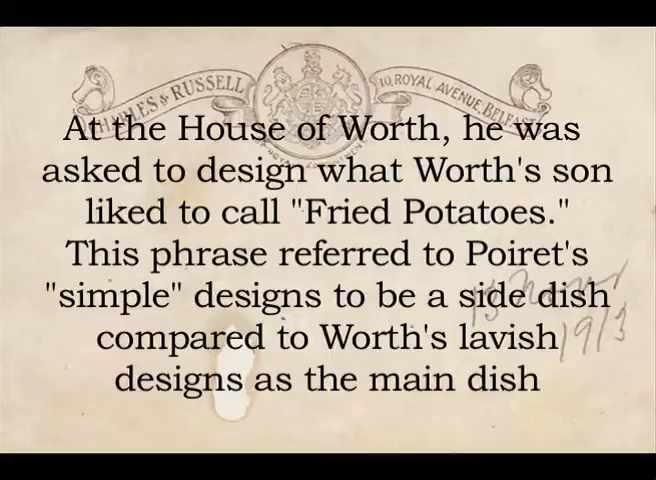 CHARLES & RUSSELL
10, ROYAL AVENUE BELFAST
At the House of Worth, he was
asked to design what Worth's son
liked to call "Fried Potatoes."
This phrase referred to Poiret's
"simple" designs to be a side dish
compared to Worth's lavish
designs as the main dish
1913